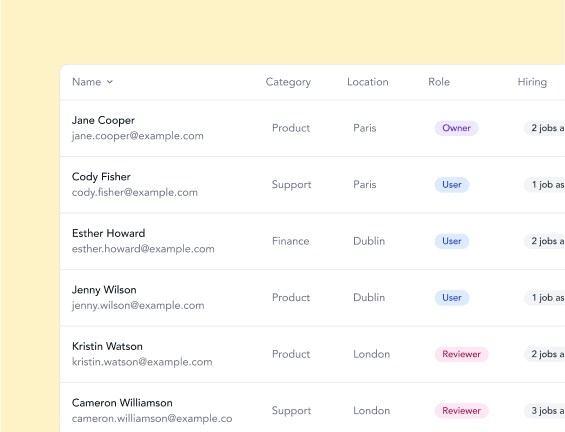 Name Category Location Role Hiring
Jane Cooper
jane.cooper@example.com
Product Paris Owner 2 jobs a
Cody Fisher
cody.fisher@example.com
Support Paris User 1 job as
Esther Howard
esther.howard@example.com
Finance Dublin User 2 jobs a
Jenny Wilson
jenny.wilson@example.com
Product Dublin User 1 job as
Kristin Watson
kristin.watson@example.com
Product London Reviewer 2 jobs a
Cameron Williamson
cameron.williamson@example.co
Support London Reviewer 3 jobs a